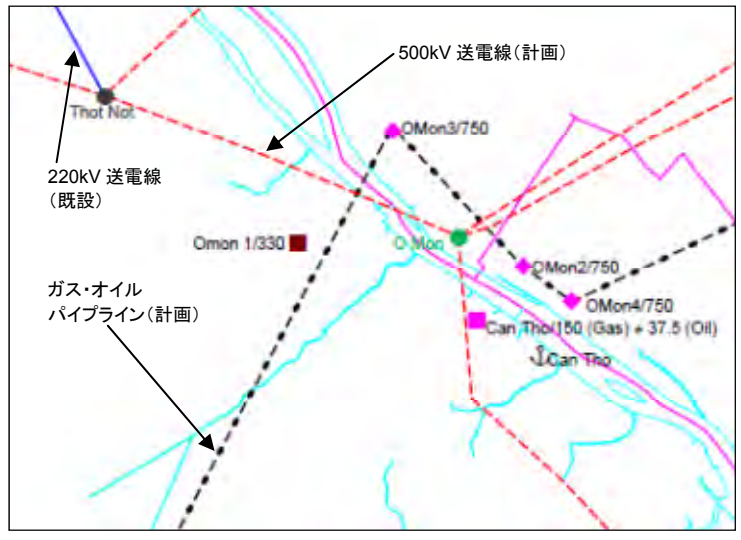 500kV 送電線(計画)
Thot Not
OMon3/750
220kV 送電線
(既設)
Omon 1/330
O Mon
OMon2/750
ガス・オイル
パイプライン(計画)
OMon4/750
Can Tho/150 (Gas) + 37.5 (Oil)
Can Tho